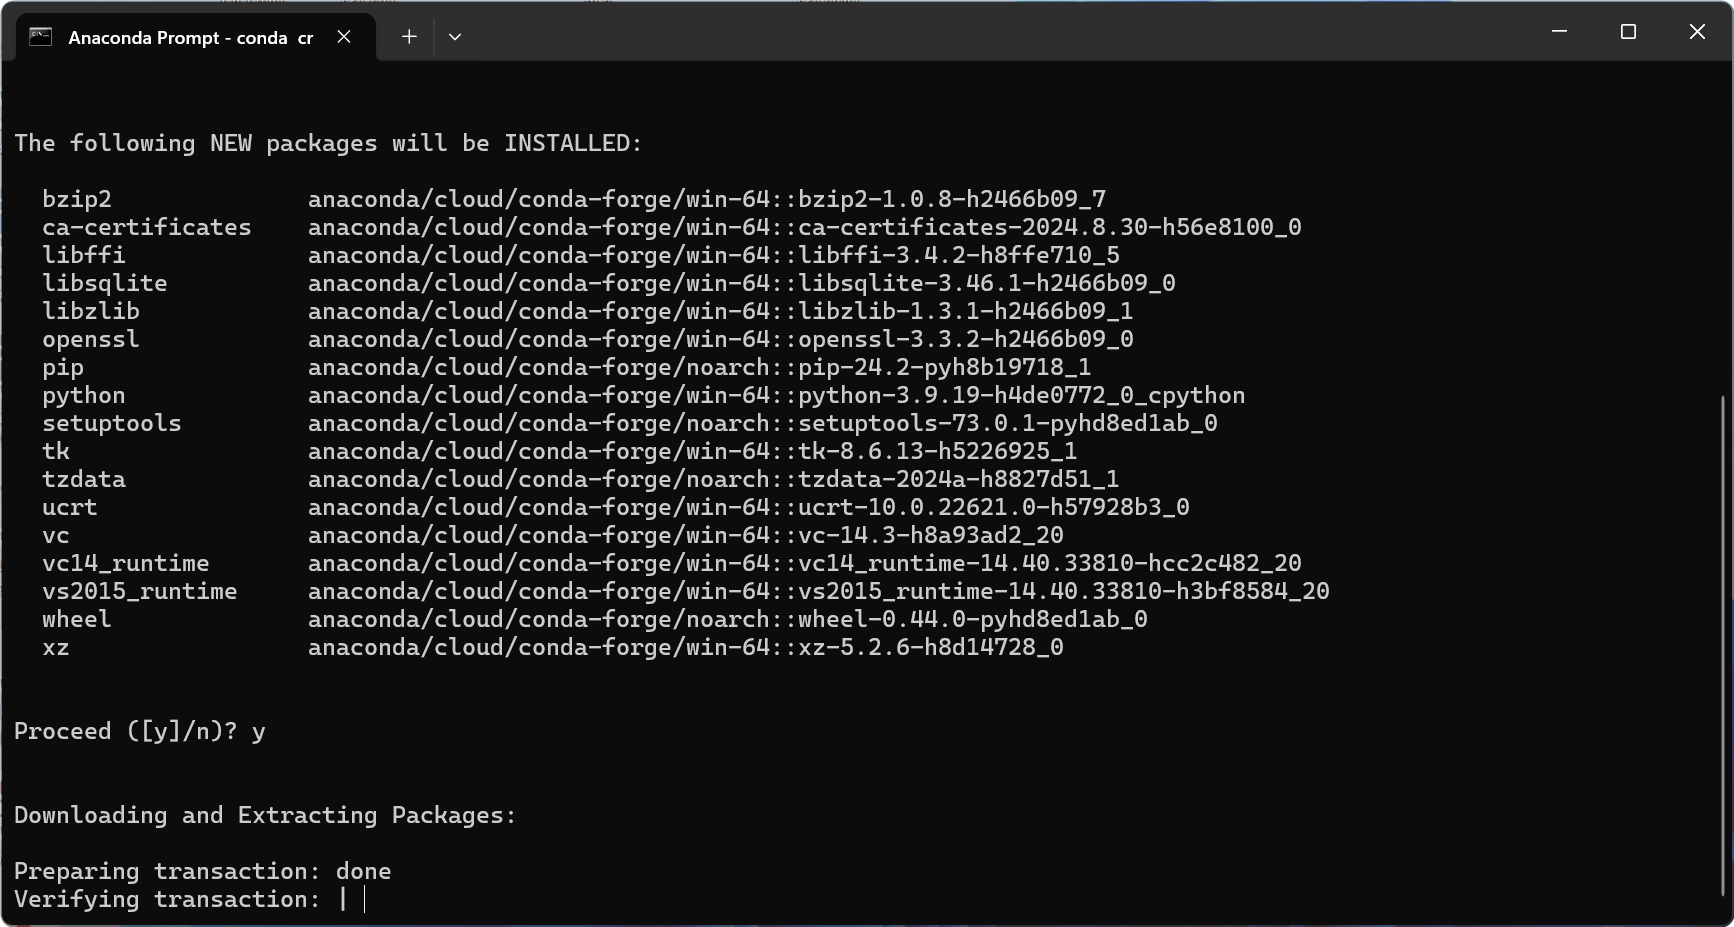 Anaconda Prompt - conda  cr
The following NEW packages will be INSTALLED:
bzip2              anaconda/cloud/conda-forge/win-64::bzip2-1.0.8-h2466b09_7
ca-certificates    anaconda/cloud/conda-forge/win-64::ca-certificates-2024.8.30-h56e8100_0
libffi             anaconda/cloud/conda-forge/win-64::libffi-3.4.2-h8ffe710_5
libsqlite          anaconda/cloud/conda-forge/win-64::libsqlite-3.46.1-h2466b09_0
libzlib            anaconda/cloud/conda-forge/win-64::libzlib-1.3.1-h2466b09_1
openssl            anaconda/cloud/conda-forge/win-64::openssl-3.3.2-h2466b09_0
pip                anaconda/cloud/conda-forge/noarch::pip-24.2-pyh8b19718_1
python             anaconda/cloud/conda-forge/win-64::python-3.9.19-h4de0772_0_cpython
setuptools         anaconda/cloud/conda-forge/noarch::setuptools-73.0.1-pyhd8ed1ab_0
tk                 anaconda/cloud/conda-forge/win-64::tk-8.6.13-h5226925_1
tzdata             anaconda/cloud/conda-forge/noarch::tzdata-2024a-h8827d51_1
ucrt               anaconda/cloud/conda-forge/win-64::ucrt-10.0.22621.0-h57928b3_0
vc                 anaconda/cloud/conda-forge/win-64::vc-14.3-h8a93ad2_20
vc14_runtime       anaconda/cloud/conda-forge/win-64::vc14_runtime-14.40.33810-hcc2c482_20
vs2015_runtime     anaconda/cloud/conda-forge/win-64::vs2015_runtime-14.40.33810-h3bf8584_20
wheel              anaconda/cloud/conda-forge/noarch::wheel-0.44.0-pyhd8ed1ab_0
xz                 anaconda/cloud/conda-forge/win-64::xz-5.2.6-h8d14728_0
Proceed ([y]/n)? y
Downloading and Extracting Packages:
Preparing transaction: done
Verifying transaction: |